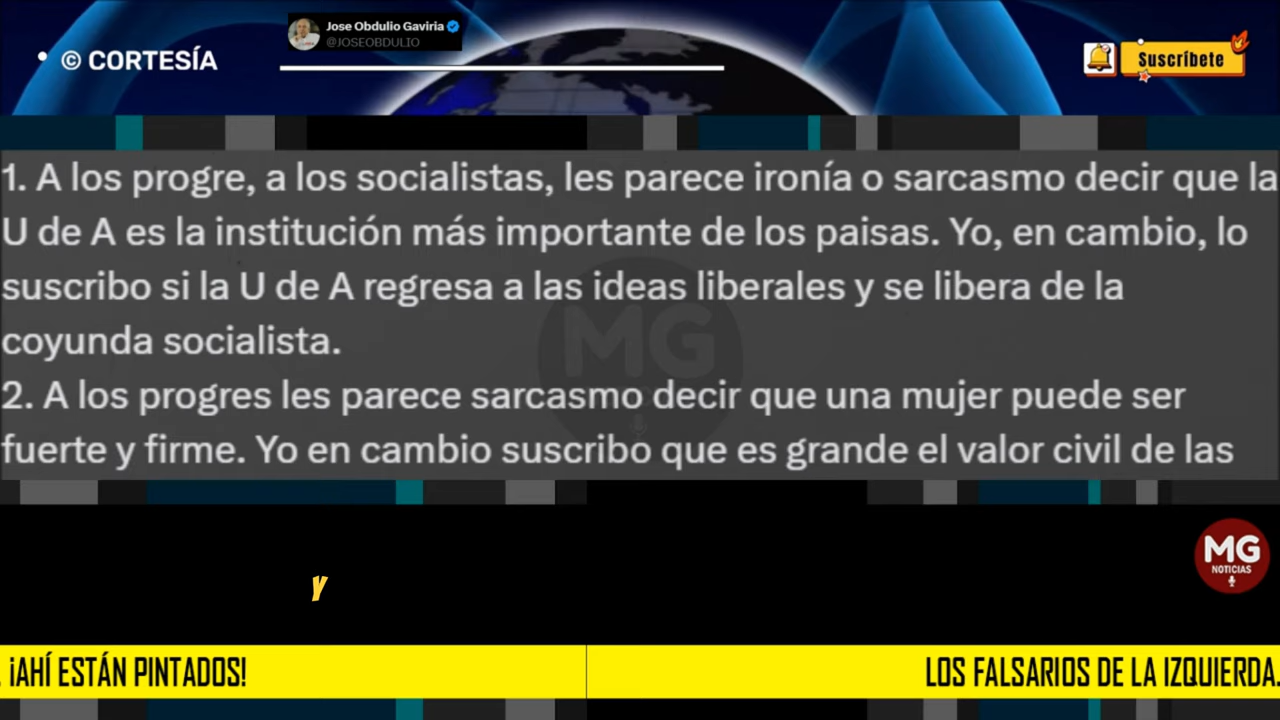 Jose Obdulio Gaviria
@JOSEOBDULIO
© CORTESÍA
Suscríbete
1. A los progre, a los socialistas, les parece ironía o sarcasmo decir que la
U de A es la institución más importante de los paisas. Yo, en cambio, lo
suscribo si la U de A regresa a las ideas liberales y se libera de la
coyunda socialista.
2. A los progres les parece sarcasmo decir que una mujer puede ser
fuerte y firme. Yo en cambio suscribo que es grande el valor civil de las
MG
Y
MG
NOTICIAS
. ¡AHÍ ESTÁN PINTADOS!
LOS FALSARIOS DE LA IZQUIERDA.